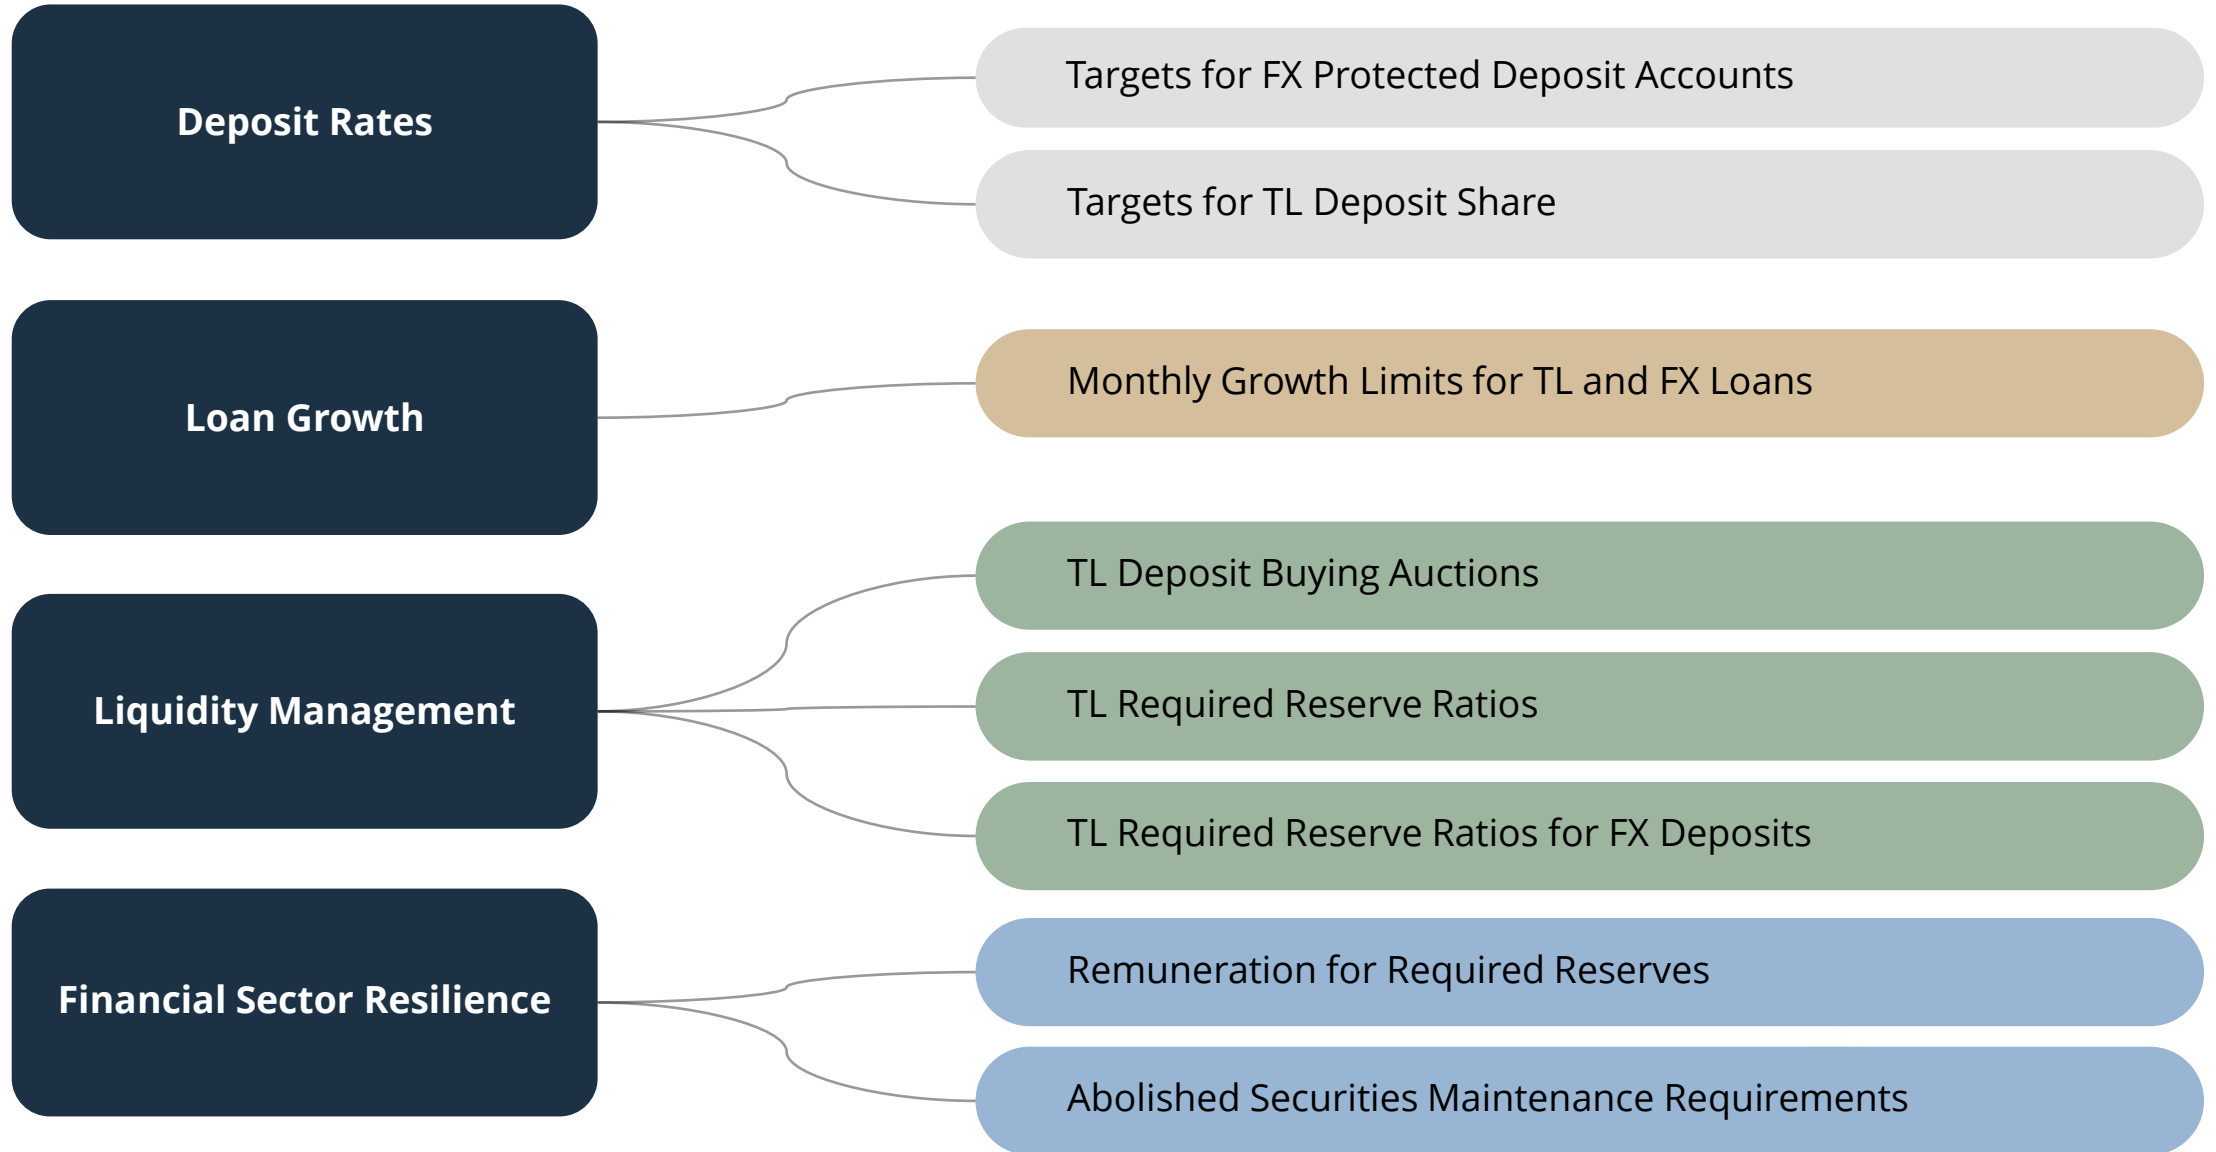 Deposit Rates
Targets for FX Protected Deposit Accounts
Targets for TL Deposit Share
Loan Growth
Monthly Growth Limits for TL and FX Loans
Liquidity Management
TL Deposit Buying Auctions
TL Required Reserve Ratios
TL Required Reserve Ratios for FX Deposits
Financial Sector Resilience
Remuneration for Required Reserves
Abolished Securities Maintenance Requirements